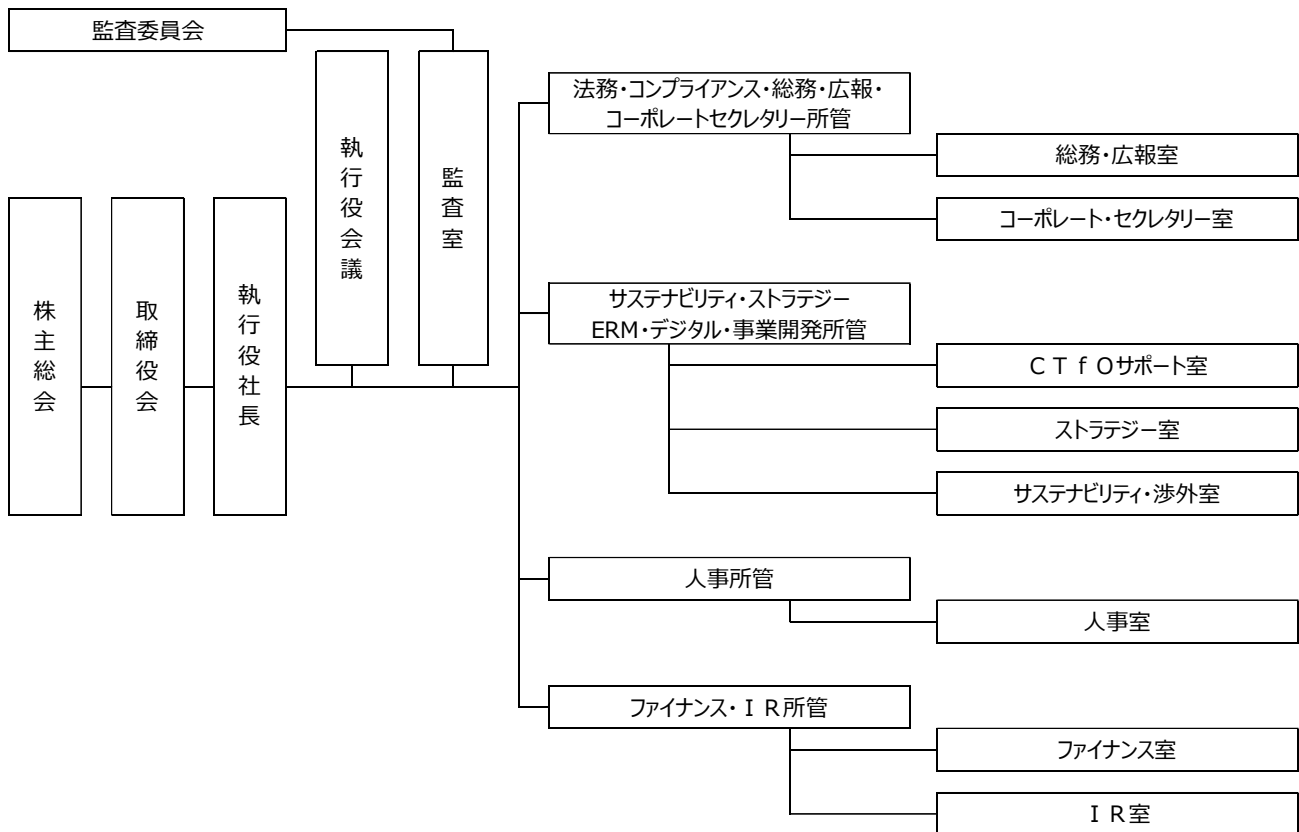 監査委員会
株主総会
取締役会
執行役社長
執行役会議
監査室
法務・コンプライアンス・総務・広報・
コーポレートセクレタリー所管
総務・広報室
コーポレート・セクレタリー室
サステナビリティ・ストラテジー
ERM・デジタル・事業開発所管
ＣＴｆＯサポート室
ストラテジー室
サステナビリティ・渉外室
人事所管
人事室
ファイナンス・ＩＲ所管
ファイナンス室
ＩＲ室